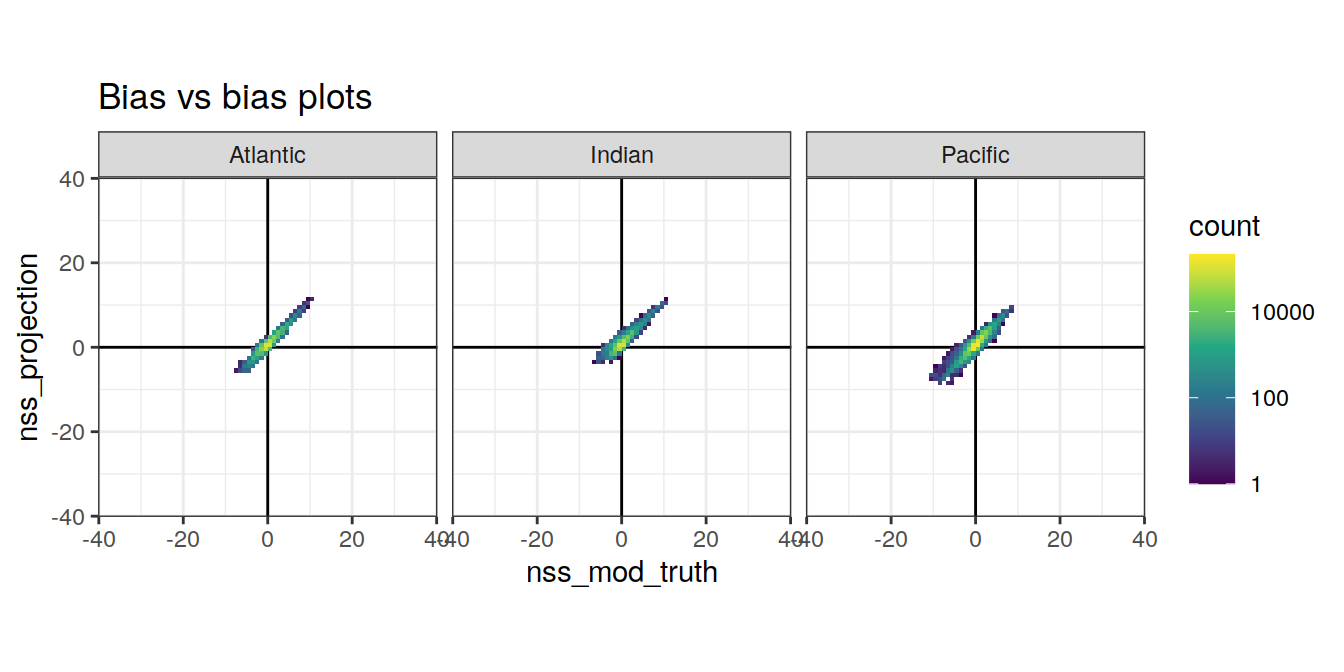 Bias vs bias plots
Atlantic
Indian
Pacific
40
20
0
-20
-40
-40 -20 0 20 40
-40 -20 0 20 40
-40 -20 0 20 40
nss_mod_truth
nss_projection
count
10000
100
1